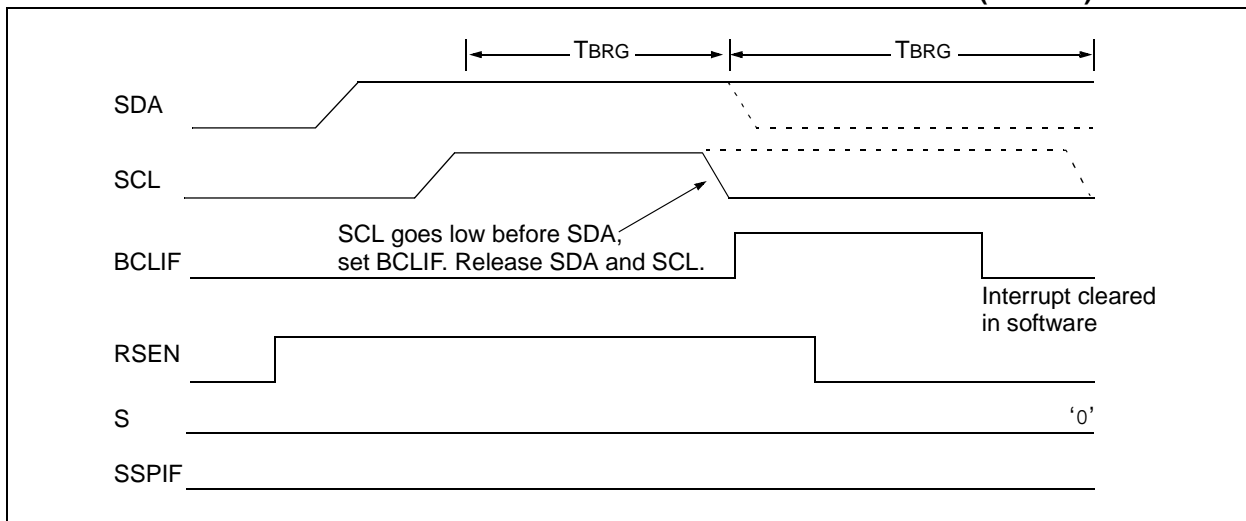 TBRG TBRG
SDA
SCL
SCL goes low before SDA,
set BCLIF. Release SDA and SCL.
BCLIF
Interrupt cleared
in software
RSEN
S ‘0’
SSPIF